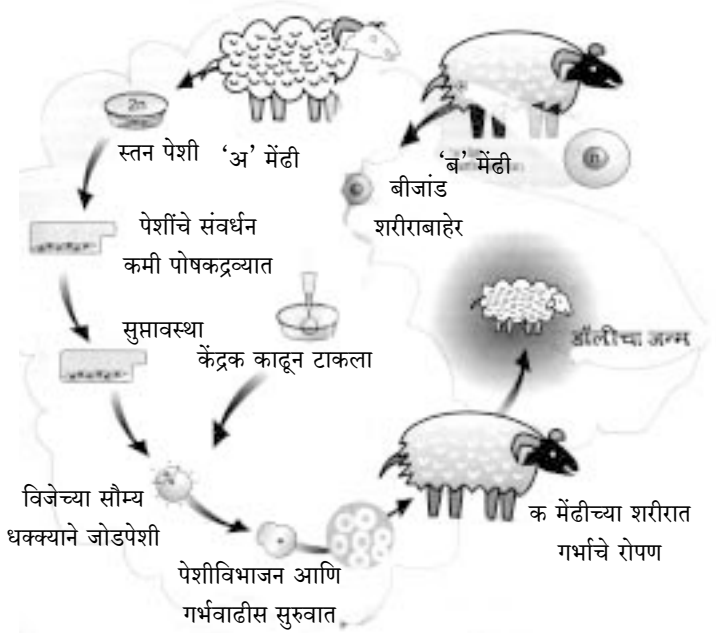 2n
स्तन पेशी
‘अ’ मेंढी
‘ब’ मेंढी
n
बीजांड
शरीराबाहेर
पेशींचे संवर्धन
कमी पोषकद्रव्यात
सुप्तावस्था
केंद्रक काढून टाकला
डॉलीचा जन्म
विजेच्या सौम्य
धक्क्याने जोडपेशी
पेशीविभाजन आणि
गर्भवाढीस सुरुवात
क मेंढीच्या शरीरात
गर्भाचे रोपण